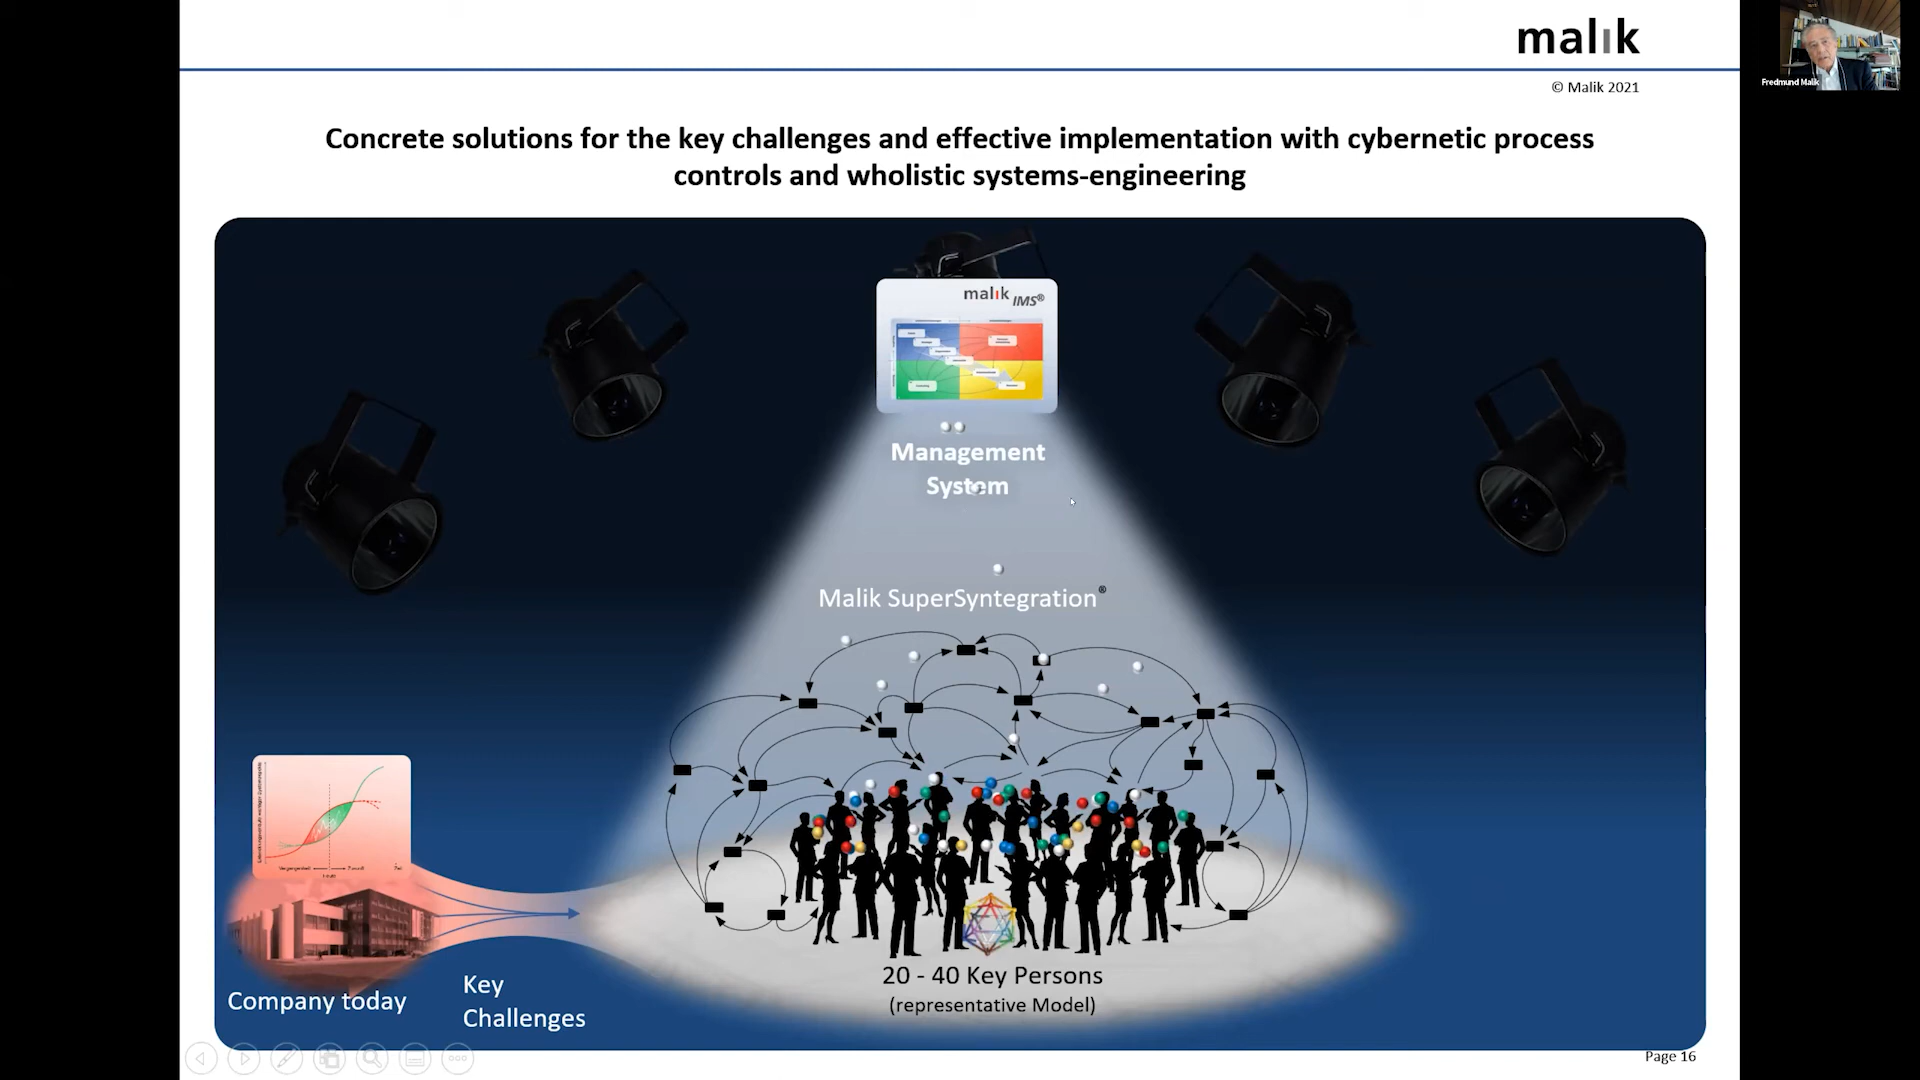 malik
© Malik 2021
Fredmund Malik
Concrete solutions for the key challenges and effective implementation with cybernetic process
controls and wholistic systems-engineering
malik IMS®
Management
System
Malik SuperSyntegration®
20 - 40 Key Persons
(representative Model)
Company today
Key
Challenges
Page 16